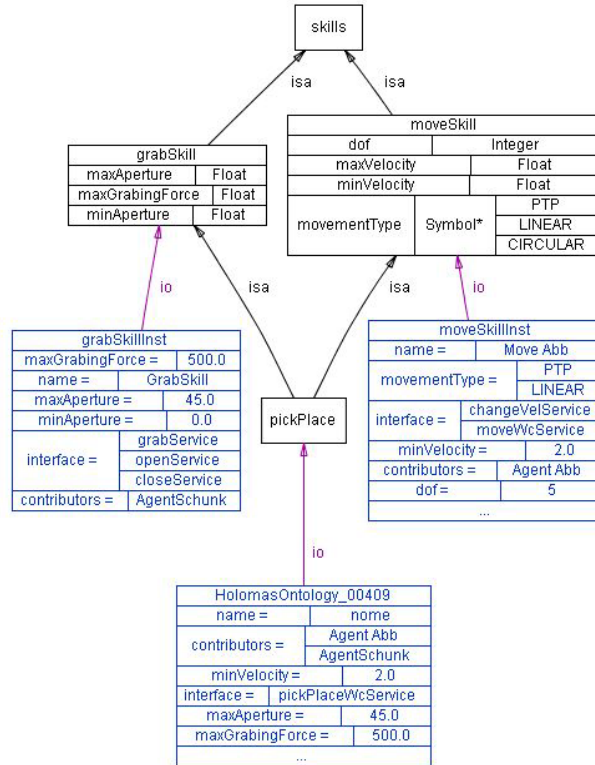 skills
isa
isa
grabSkill
maxAperture Float
maxGrabingForce Float
minAperture Float
moveSkill
dof Integer
maxVelocity Float
minVelocity Float
movementType Symbol* PTP
LINEAR
CIRCULAR
io
isa
isa
io
grabSkillInst
maxGrabingForce = 500.0
name = GrabSkill
maxAperture = 45.0
minAperture = 0.0
interface = grabService
openService
closeService
contributors = AgentSchunk
pickPlace
moveSkillInst
name = Move Abb
movementType = PTP
LINEAR
interface = changeVelService
moveWcService
minVelocity = 2.0
contributors = Agent Abb
dof = 5
...
io
HolomasOntology_00409
name = nome
contributors = Agent Abb
AgentSchunk
minVelocity = 2.0
interface = pickPlaceWcService
maxAperture = 45.0
maxGrabingForce = 500.0
...